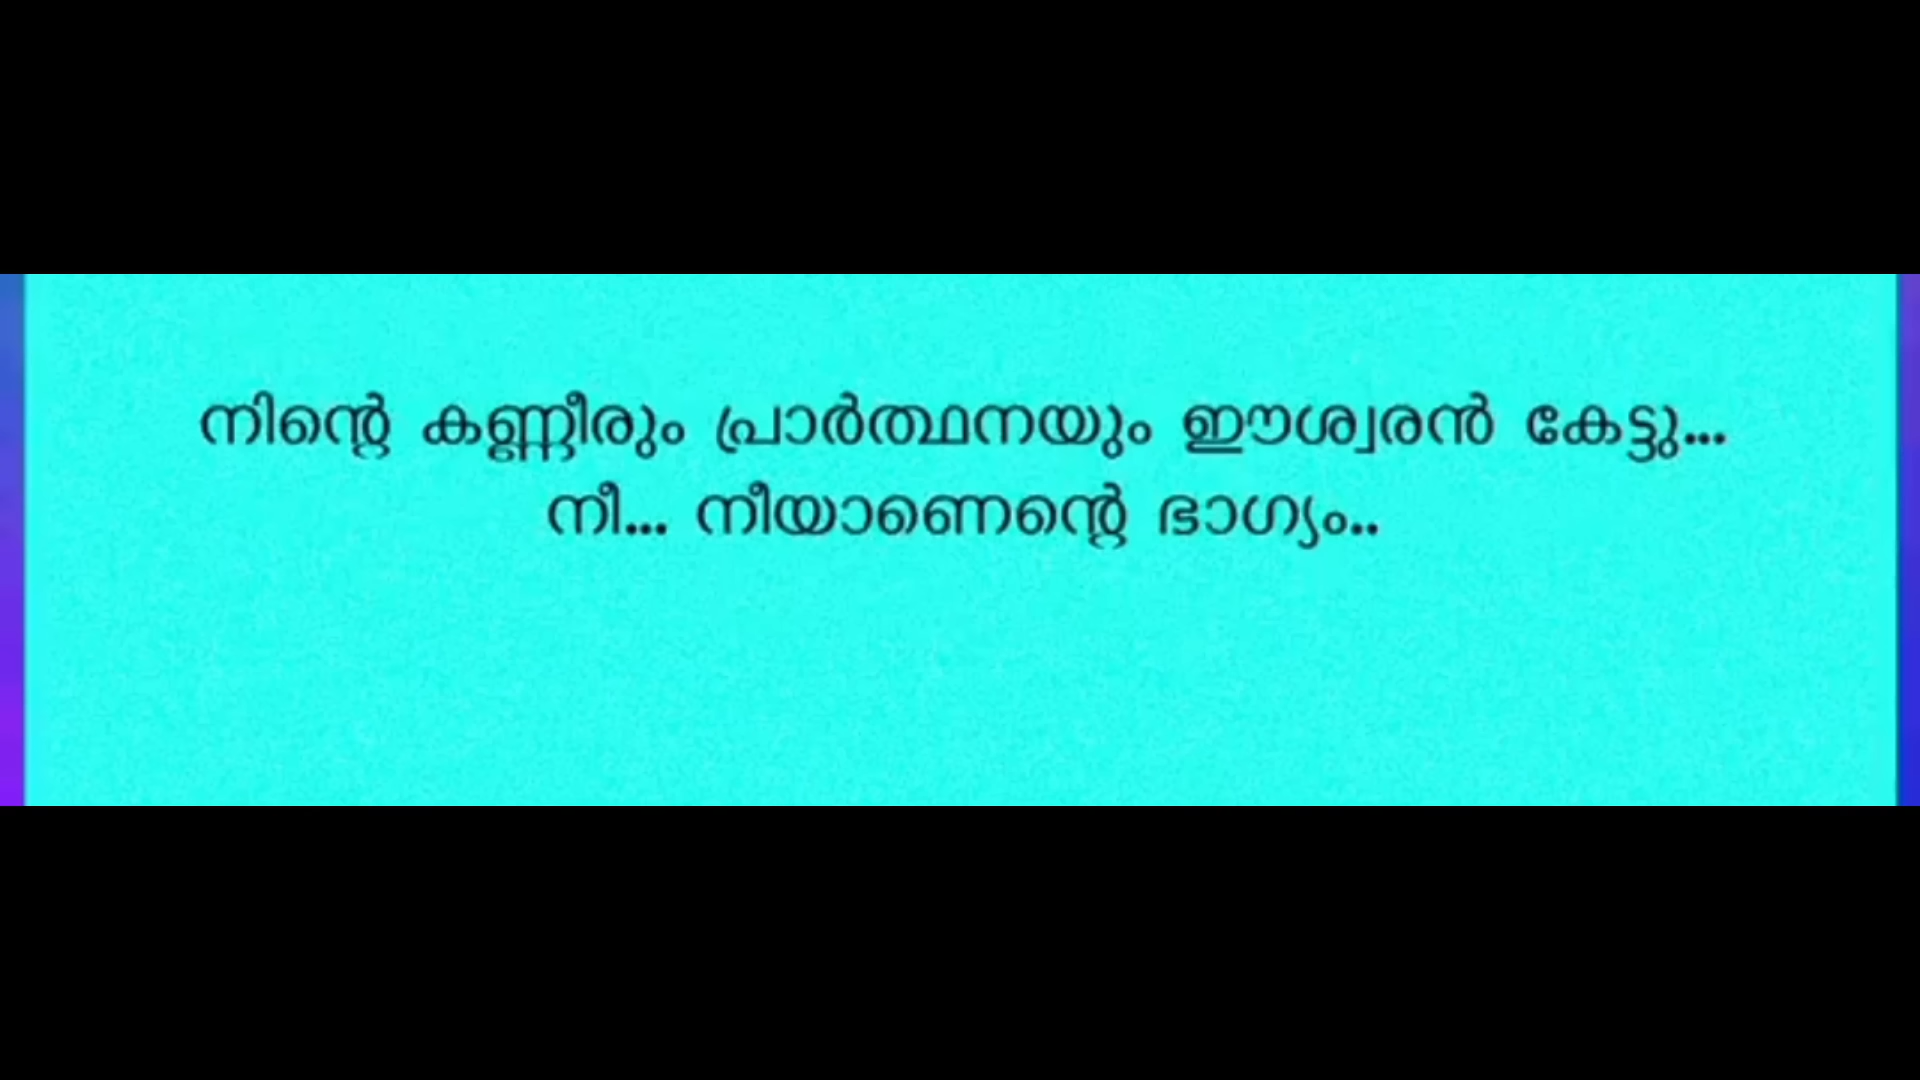 നിന്റെ കണ്ണീരും പ്രാർത്ഥനയും ഈശ്വരൻ കേട്ടു...
നീ... നീയാണെന്റെ ഭാഗ്യം..